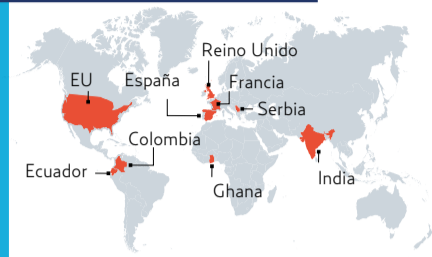 Reino Unido
EU
España
Francia
Serbia
Colombia
Ecuador
India
Ghana